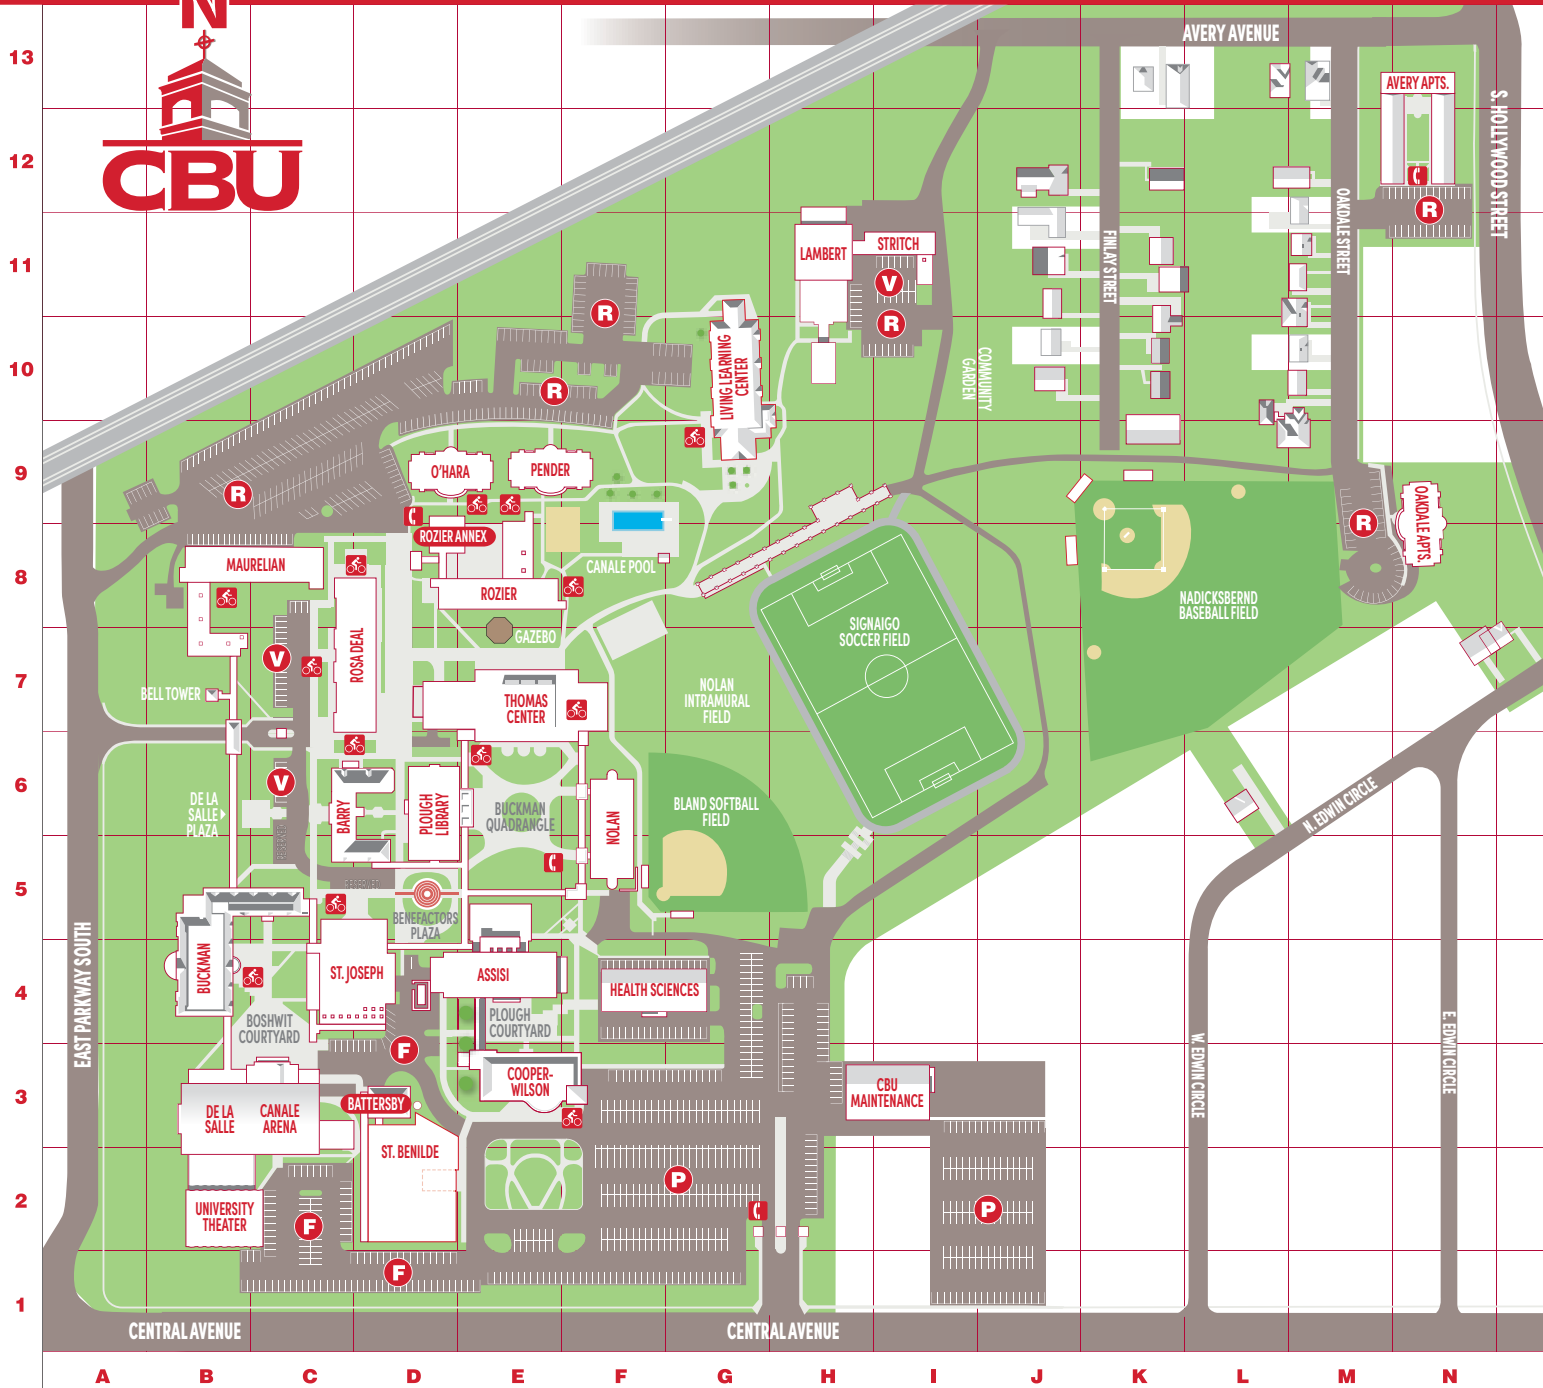 N
CBU
13
12
11
10
9
8
7
6
5
4
3
2
1
AVERY AVENUE
AVERY APTS.
S. HOLLYWOOD STREET
R
OAKDALE STREET
FINLAY STREET
LAMBERT
STRITCH
V
R
R
COMMUNITY
GARDEN
LIVING LEARNING
CENTER
R
O'HARA
PENDER
R
ROZIER ANNEX
CANALE POOL
R
OAKDALE APTS.
MAURELIAN
ROZIER
NADICKSBERND
BASEBALL FIELD
SIGNAIGO
SOCCER FIELD
GAZEBO
ROSA DEAL
V
BELL TOWER
THOMAS
CENTER
NOLAN
INTRAMURAL
FIELD
V
DE LA
SALLE
PLAZA
BARRY
PLOUGH
LIBRARY
BUCKMAN
QUADRANGLE
NOLAN
BLAND SOFTBALL
FIELD
N. EDWIN CIRCLE
RESERVED
RESERVED
BENEFACTORS
PLAZA
EAST PARKWAY SOUTH
BUCKMAN
ST. JOSEPH
ASSISI
HEALTH SCIENCES
BOSHWIT
COURTYARD
PLOUGH
COURTYARD
F
W. EDWIN CIRCLE
E. EDWIN CIRCLE
COOPER-
WILSON
CBU
MAINTENANCE
BATTERSBY
DE LA
SALLE
CANALE
ARENA
ST. BENILDE
P
P
UNIVERSITY
THEATER
F
F
CENTRAL AVENUE
CENTRAL AVENUE
A
B
C
D
E
F
G
H
I
J
K
L
M
N